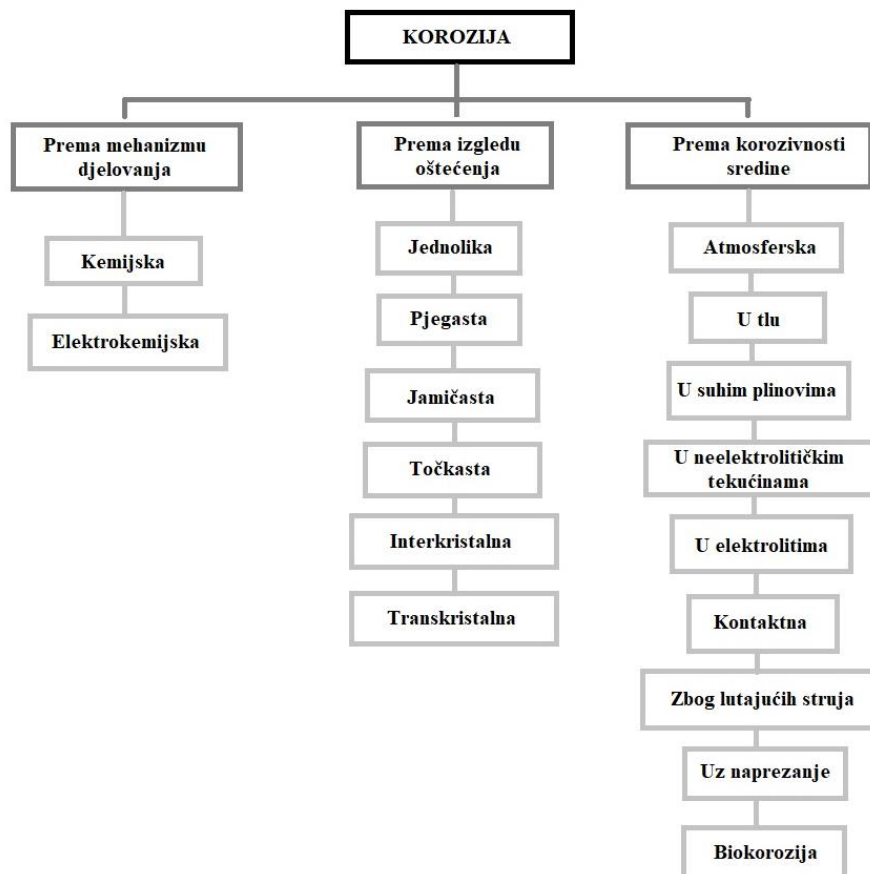 KOROZIJA
Prema mehanizmu
djelovanja
Kemijska
Elektrokemijska
Prema izgledu
oštećenja
Jednolika
Pjegasta
Jamičasta
Točkasta
Interkristalna
Transkristalna
Prema korozivnosti
sredine
Atmosferska
U tlu
U suhim plinovima
U neelektrolitičkim
tekućinama
U elektrolitima
Kontaktna
Zbog lutajućih struja
Uz naprezanje
Biokorozija